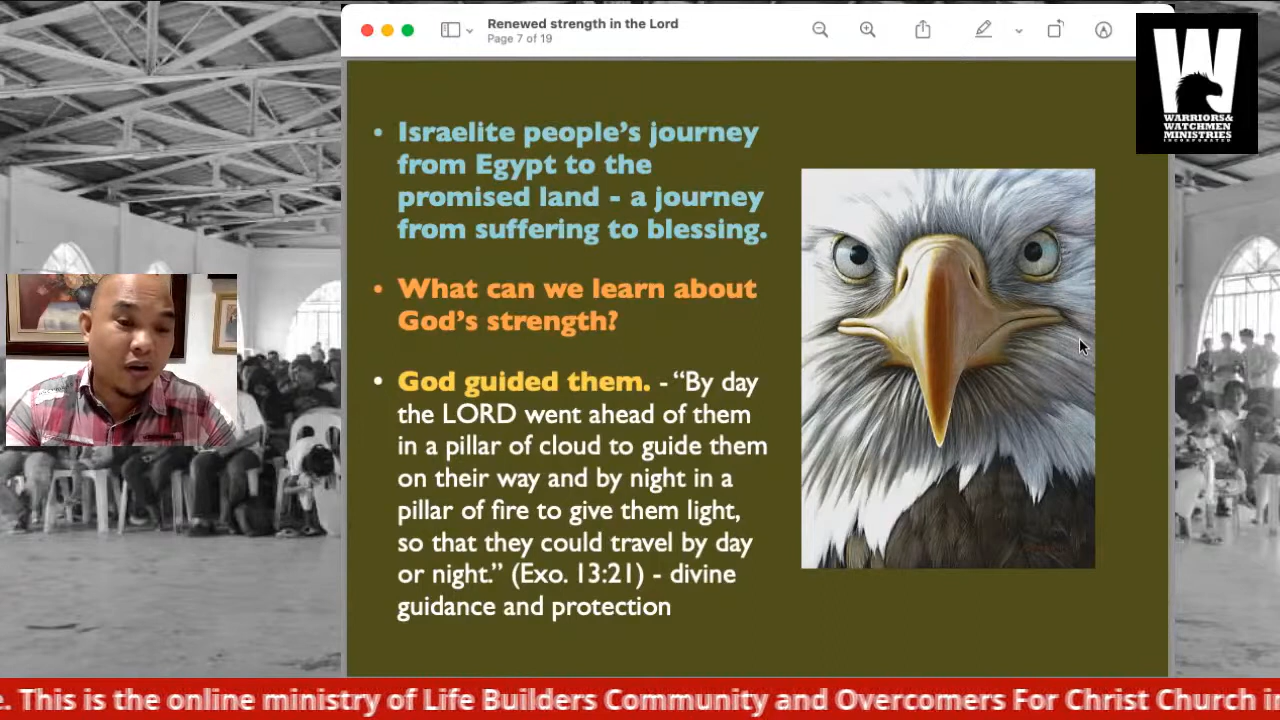 Renewed strength in the Lord
Page 7 of 19
W
WARRIORS&
WATCHMEN
MINISTRIES
INCORPORATED
• Israelite people’s journey
from Egypt to the
promised land - a journey
from suffering to blessing.
• What can we learn about
God’s strength?
• God guided them. - “By day
the LORD went ahead of them
in a pillar of cloud to guide them
on their way and by night in a
pillar of fire to give them light,
so that they could travel by day
or night.” (Exo. 13:21) - divine
guidance and protection
e. This is the online ministry of Life Builders Community and Overcomers For Christ Church i